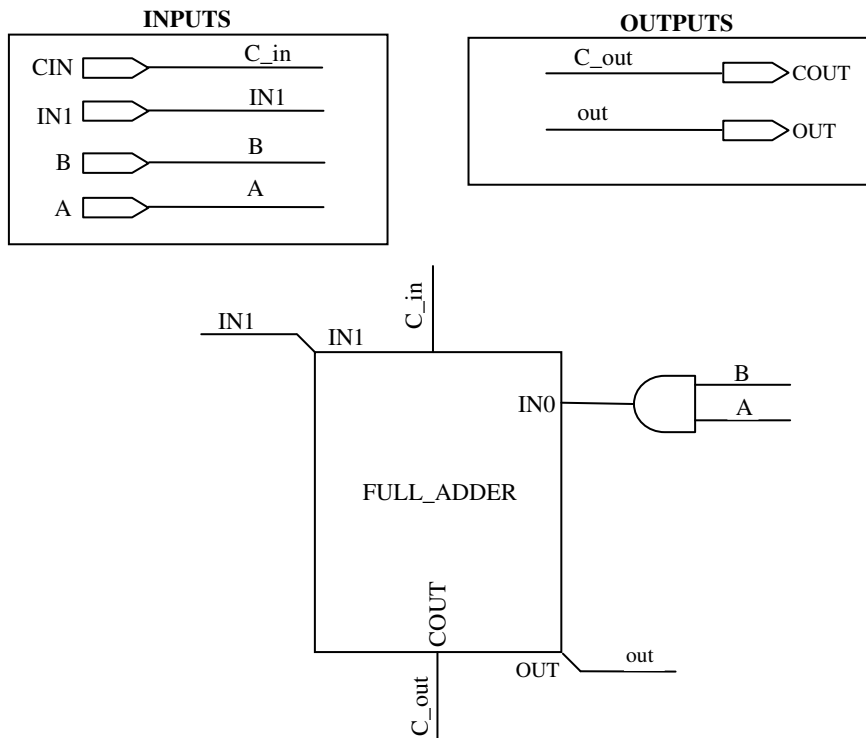 INPUTS
CIN C_in
IN1 IN1
B B
A A
OUTPUTS
C_out COUT
out OUT
C_in
IN1 IN1
IN0
B
A
FULL_ADDER
COUT
OUT out
C_out